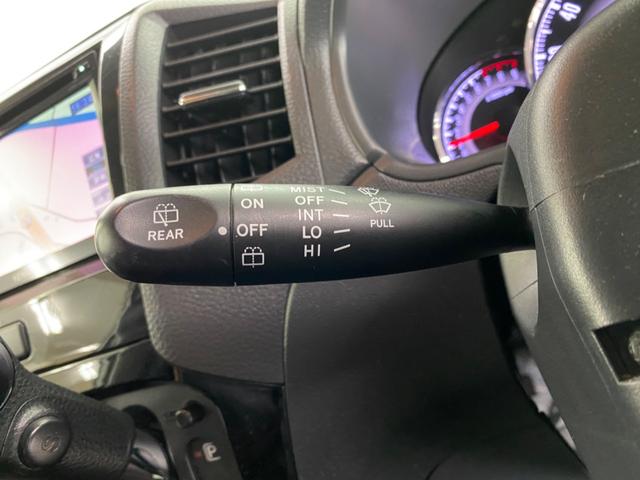 REAR
ON
OFF
MIST
OFF
INT
LO
HI
PULL
40